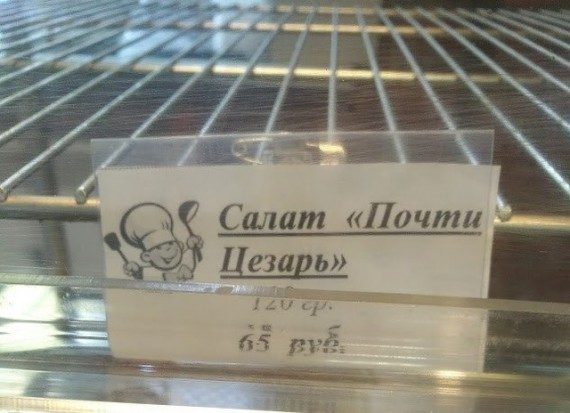 Салат «Почти
Цезарь»
120 гр.
65 руб.